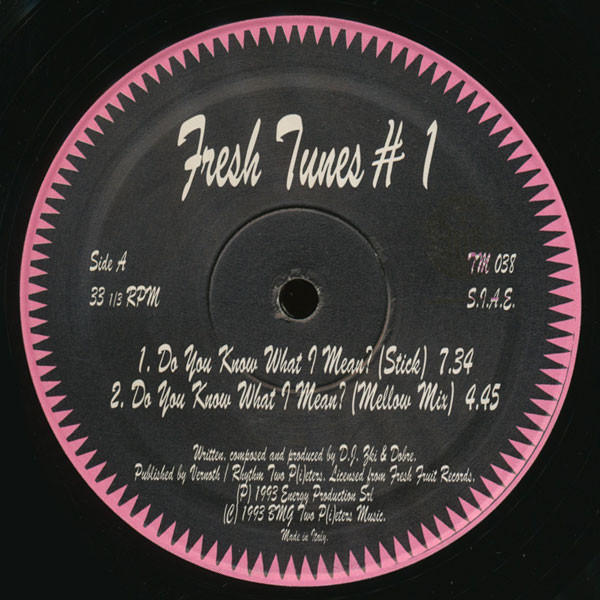 Fresh Tunes # 1
Side A
TM 038
33 1/3 RPM
S.I.A.E.
1. Do You Know What I Mean? (Stick) 7.34
2. Do You Know What I Mean? (Mellow Mix) 4.45
Written, composed and produced by D.J. Zki & Dobre.
Published by Vernoth / Rhythm Two P(i)eters. Licensed from Fresh Fruit Records.
(P) 1993 Energy Production Srl
(C) 1993 BMG Two P(i)eters Music.
Made in Italy.